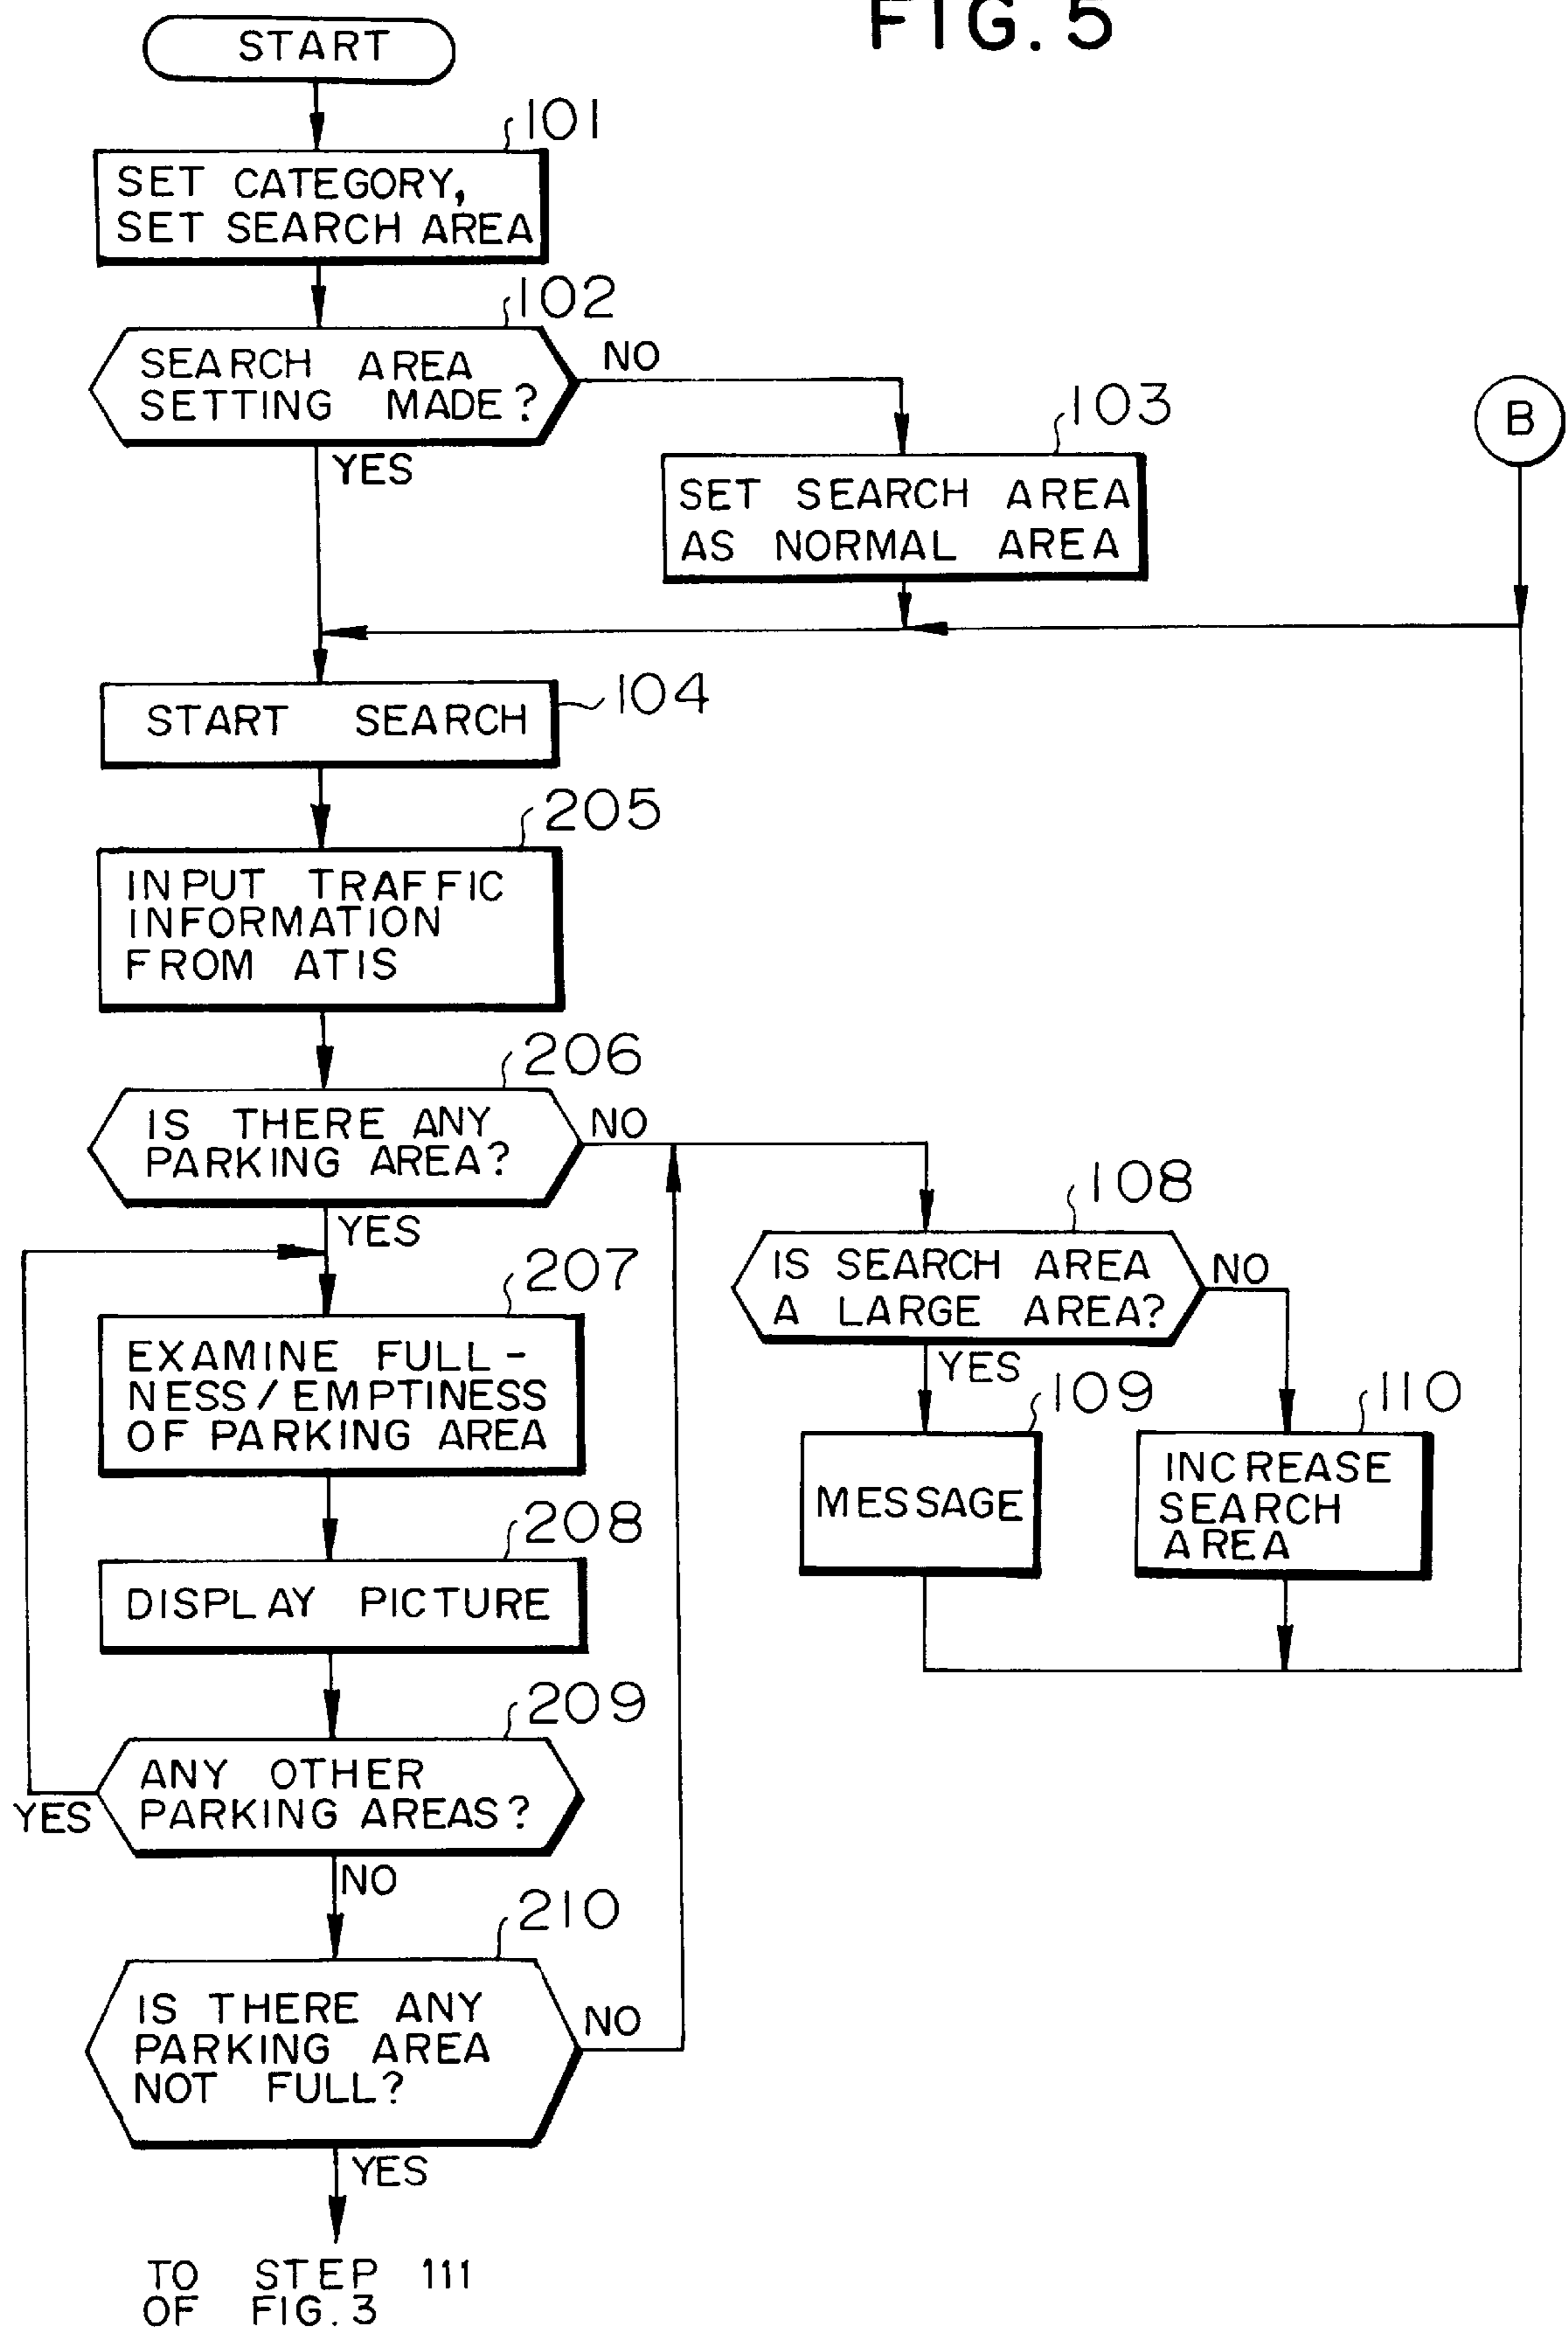 FIG. 5
START
101
SET CATEGORY,
SET SEARCH AREA
102
SEARCH AREA
SETTING MADE?
NO
YES
103
SET SEARCH AREA
AS NORMAL AREA
B
104
START SEARCH
205
INPUT TRAFFIC
INFORMATION
FROM ATIS
206
IS THERE ANY
PARKING AREA?
NO
YES
108
IS SEARCH AREA
A LARGE AREA?
NO
YES
207
EXAMINE FULL-
NESS/EMPTINESS
OF PARKING AREA
109
MESSAGE
110
INCREASE
SEARCH
AREA
208
DISPLAY PICTURE
209
ANY OTHER
PARKING AREAS?
YES
NO
210
IS THERE ANY
PARKING AREA
NOT FULL?
NO
YES
TO STEP 111
OF FIG. 3